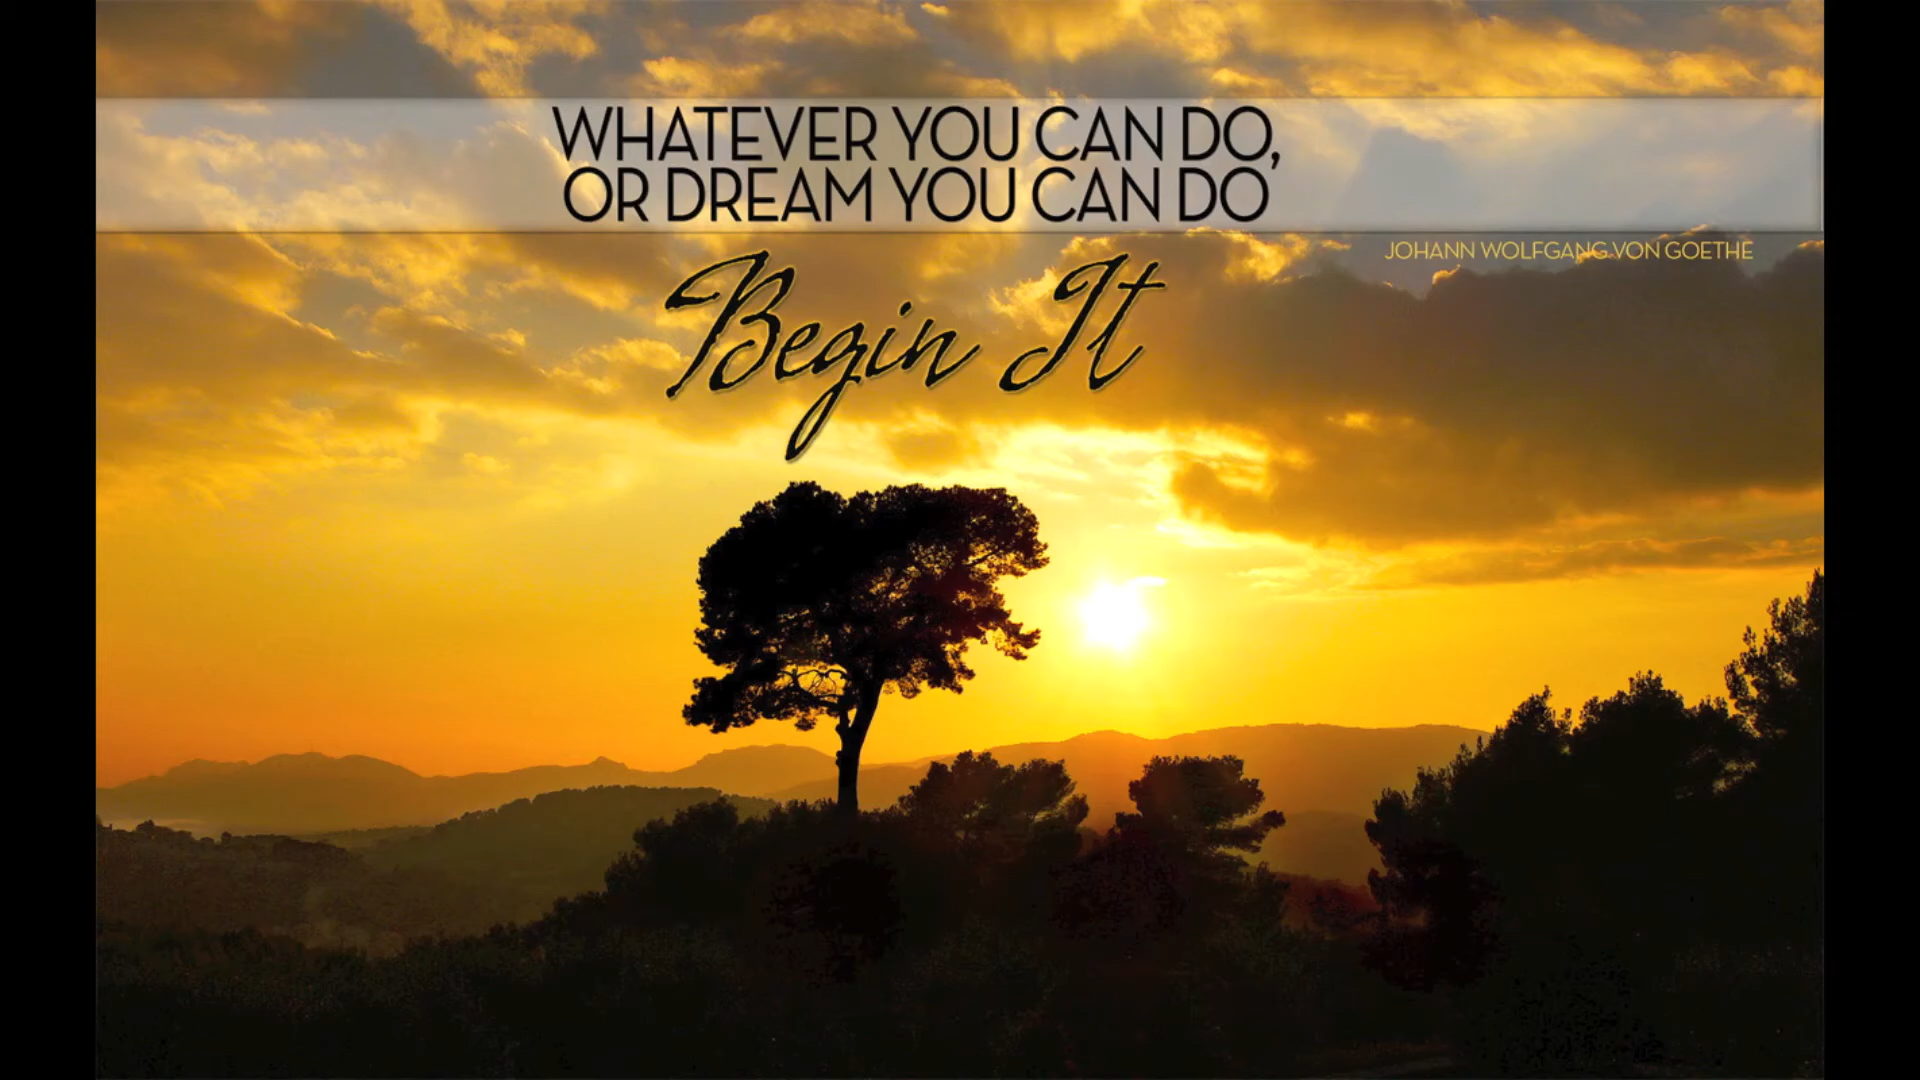 WHATEVER YOU CAN DO,
OR DREAM YOU CAN DO
JOHANN WOLFGANG VON GOETHE
Begin It